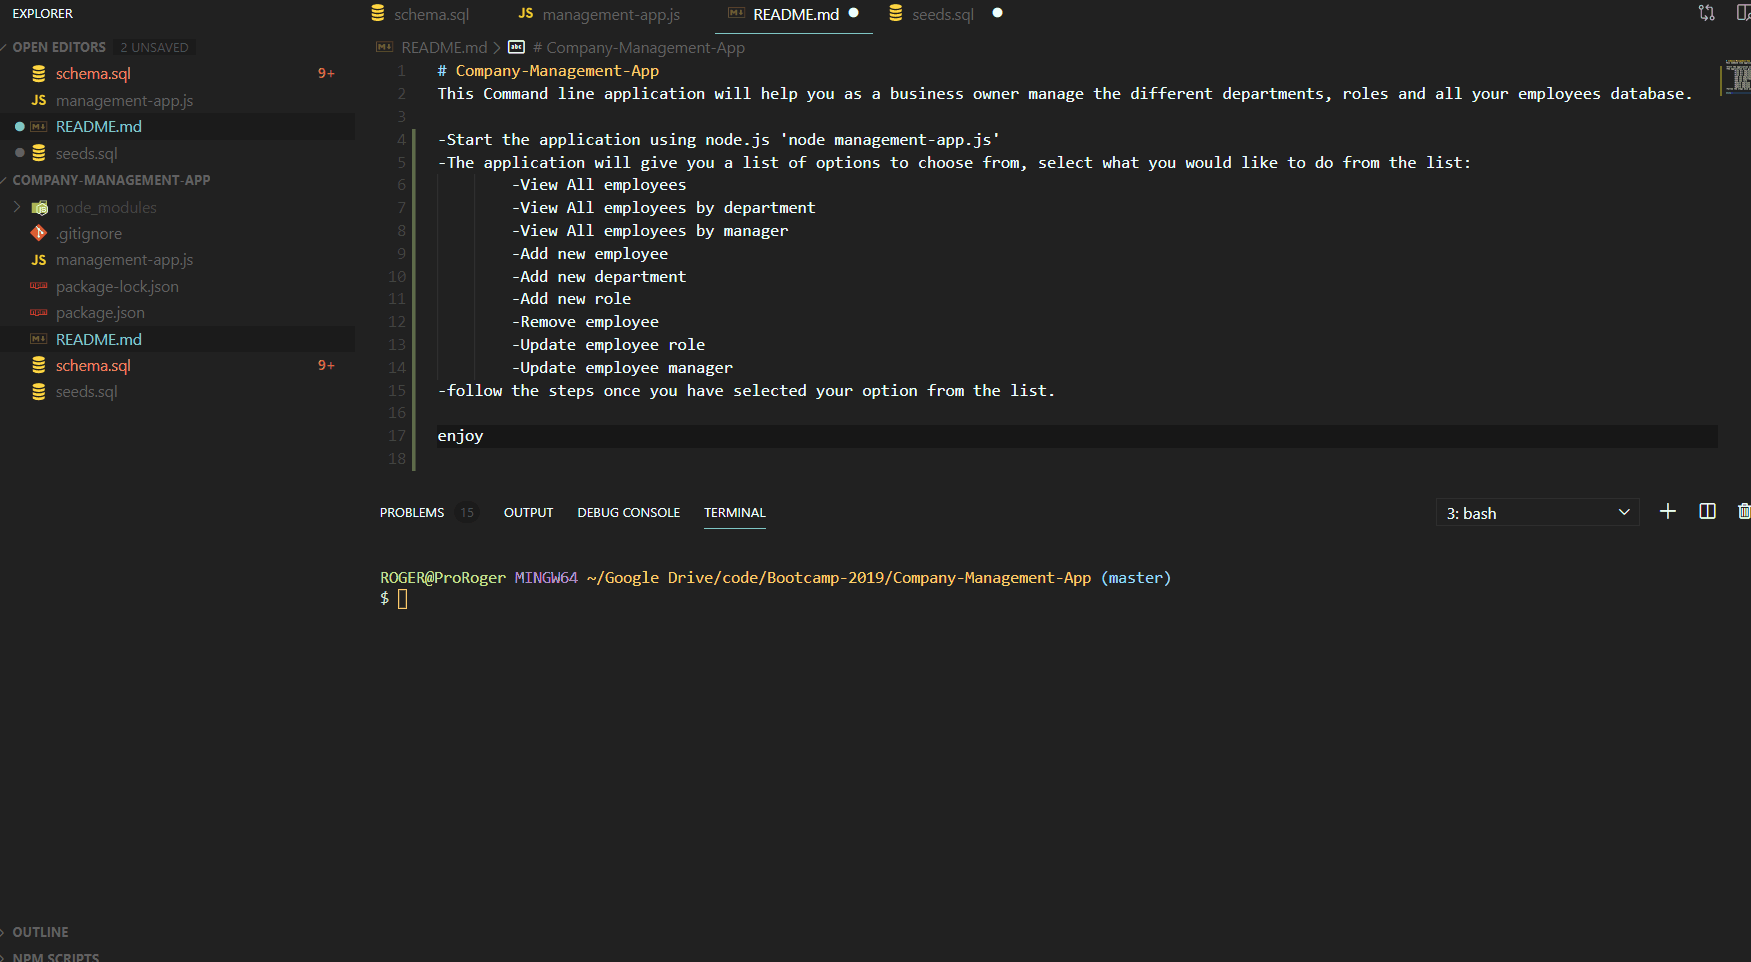 EXPLORER
OPEN EDITORS 2 UNSAVED
schema.sql 9+
JS management-app.js
README.md
seeds.sql
COMPANY-MANAGEMENT-APP
node_modules
.gitignore
JS management-app.js
package-lock.json
package.json
README.md
schema.sql 9+
seeds.sql
OUTLINE
NPM SCRIPTS
schema.sql JS management-app.js README.md seeds.sql
README.md > abc # Company-Management-App
1 # Company-Management-App
2 This Command line application will help you as a business owner manage the different departments, roles and all your employees database.
3
4 -Start the application using node.js 'node management-app.js'
5 -The application will give you a list of options to choose from, select what you would like to do from the list:
6 -View All employees
7 -View All employees by department
8 -View All employees by manager
9 -Add new employee
10 -Add new department
11 -Add new role
12 -Remove employee
13 -Update employee role
14 -Update employee manager
15 -follow the steps once you have selected your option from the list.
16
17 enjoy
18
PROBLEMS 15 OUTPUT DEBUG CONSOLE TERMINAL 3: bash
ROGER@ProRoger MINGW64 ~/Google Drive/code/Bootcamp-2019/Company-Management-App (master)
$